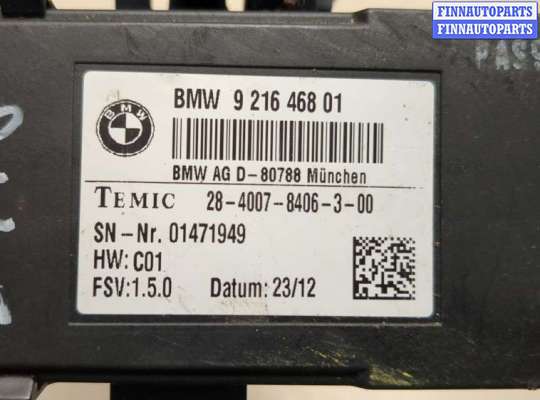 FINNAUTOPARTS
FINNAUTOPARTS
PASS
BMW
BMW 9 216 468 01
BMW AG D-80788 München
TEMIC 28-4007-8406-3-00
SN-Nr. 01471949
HW: C01
FSV:1.5.0 Datum: 23/12